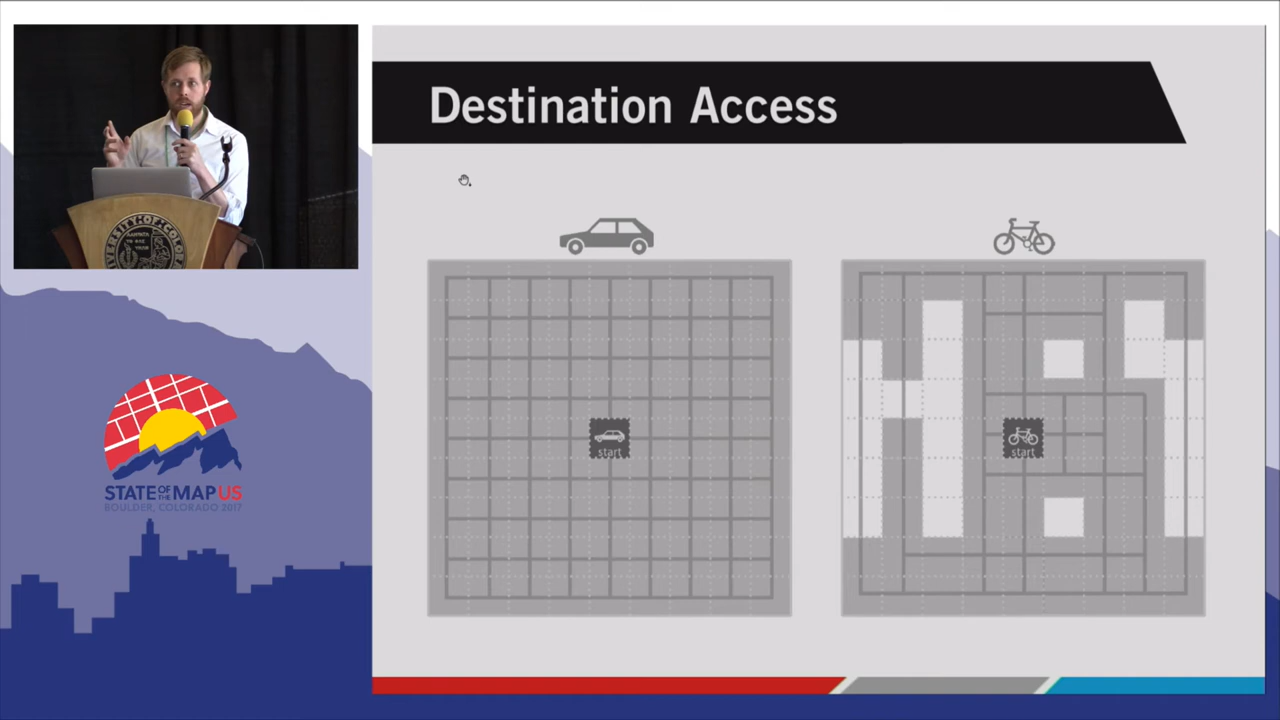 Destination Access
start
start
STATE OF THE MAP US
BOULDER, COLORADO 2017